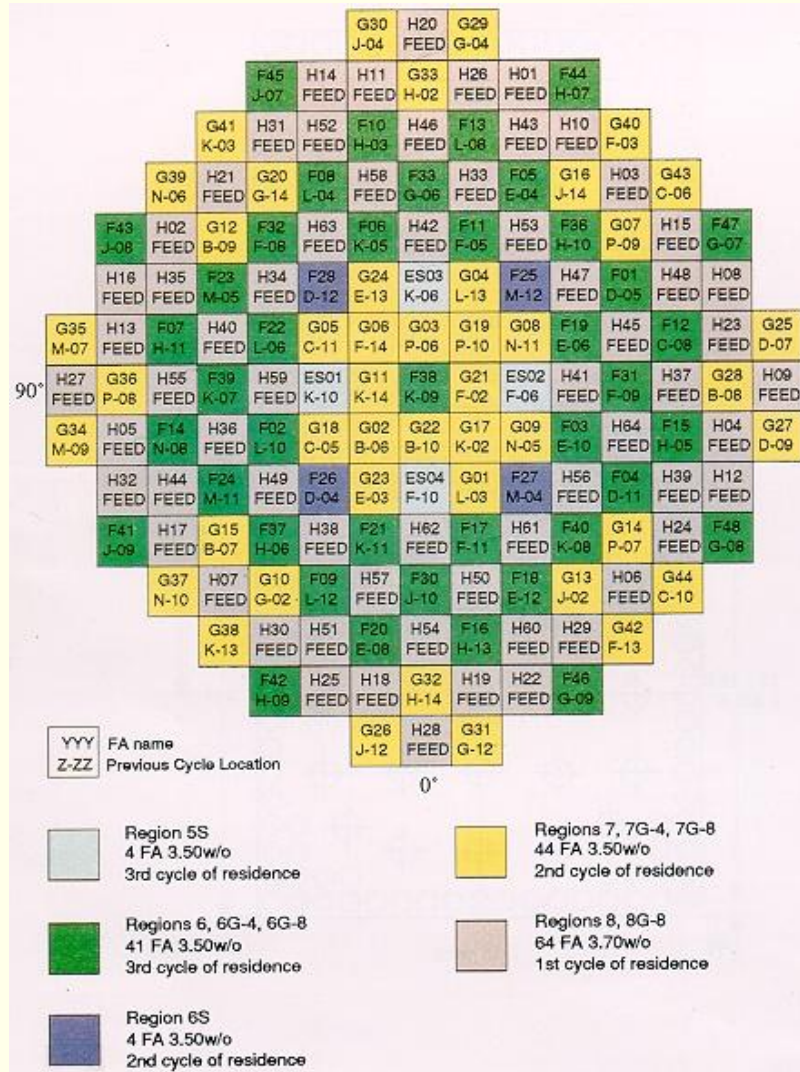 G30 H20 G29
J-04 FEED G-04
F45 H14 H11 G33 H26 H01 F44
J-07 FEED FEED H-02 FEED FEED H-07
G41 H31 H52 F10 H46 F13 H43 H10 G40
K-03 FEED FEED H-03 FEED L-08 FEED FEED F-03
G39 H21 G20 F08 H58 F33 H33 F05 G16 H03 G43
N-06 FEED G-14 L-04 FEED G-06 FEED E-04 J-14 FEED C-06
F43 H02 G12 F32 H63 F06 H42 F11 H53 F36 G07 H15 F47
J-08 FEED B-09 F-08 FEED K-05 FEED F-05 FEED H-10 P-09 FEED G-07
H16 H35 F23 H34 F28 G24 ES03 G04 F25 H47 F01 H48 H08
FEED FEED M-05 FEED D-12 E-13 K-06 L-13 M-12 FEED D-05 FEED FEED
G35 H13 F07 H40 F22 G05 G06 G03 G19 G08 F19 H45 F12 H23 G25
M-07 FEED H-11 FEED L-06 C-11 F-14 P-06 P-10 N-11 E-06 FEED C-08 FEED D-07
90°
H27 G36 H55 F39 H59 ES01 G11 F38 G21 ES02 H41 F31 H37 G28 H09
FEED P-08 FEED K-07 FEED K-10 K-14 K-09 F-02 F-06 FEED F-09 FEED B-08 FEED
G34 H05 F14 H36 F02 G18 G02 G22 G17 G09 F03 H64 F15 H04 G27
M-09 FEED N-08 FEED L-10 C-05 B-06 B-10 K-02 N-05 E-10 FEED H-05 FEED D-09
H32 H44 F24 H49 F26 G23 ES04 G01 F27 H56 F04 H39 H12
FEED FEED M-11 FEED D-04 E-03 F-10 L-03 M-04 FEED D-11 FEED FEED
F41 H17 G15 F37 H38 F21 H62 F17 H61 F40 G14 H24 F48
J-09 FEED B-07 H-06 FEED K-11 FEED F-11 FEED K-08 P-07 FEED G-08
G37 H07 G10 F09 H57 F30 H50 F18 G13 H06 G44
N-10 FEED G-02 L-12 FEED J-10 FEED E-12 J-02 FEED C-10
G38 H30 H51 F20 H54 F16 H60 H29 G42
K-13 FEED FEED E-08 FEED H-13 FEED FEED F-13
F42 H25 H18 G32 H19 H22 F46
H-09 FEED FEED H-14 FEED FEED G-09
G26 H28 G31
J-12 FEED G-12
0°
YYY FA name
Z-ZZ Previous Cycle Location
Region 5S
4 FA 3.50w/o
3rd cycle of residence
Regions 7, 7G-4, 7G-8
44 FA 3.50w/o
2nd cycle of residence
Regions 6, 6G-4, 6G-8
41 FA 3.50w/o
3rd cycle of residence
Regions 8, 8G-8
64 FA 3.70w/o
1st cycle of residence
Region 6S
4 FA 3.50w/o
2nd cycle of residence